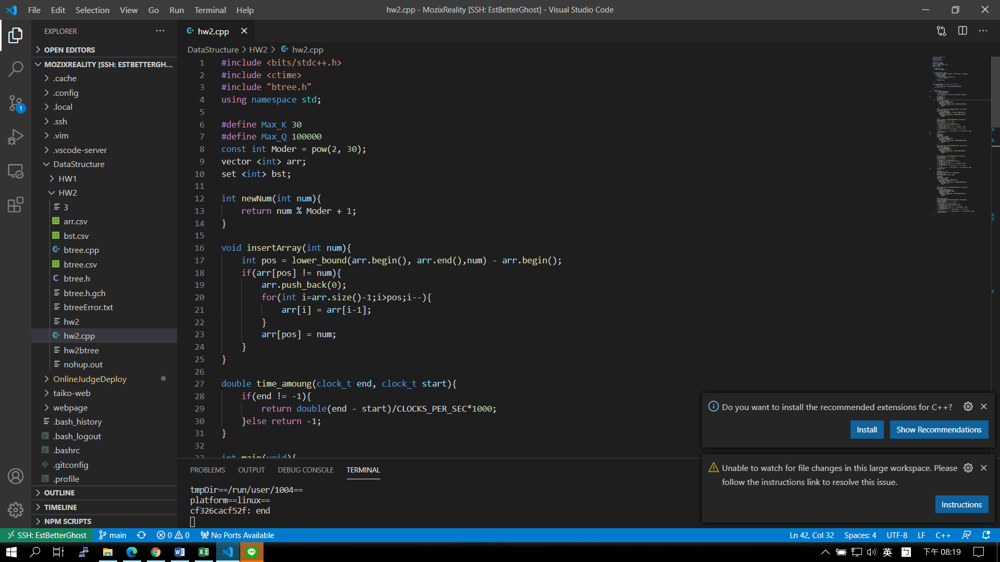 File Edit Selection View Go Run Terminal Help
hw2.cpp - MozixReality [SSH: EstBetterGhost] - Visual Studio Code
EXPLORER
OPEN EDITORS
MOZIXREALITY [SSH: ESTBETTERGH...
.cache
.config
.local
.ssh
.vim
.vscode-server
DataStructure
HW1
HW2
3
arr.csv
bst.csv
btree.cpp
btree.csv
btree.h
btree.h.gch
btreeError.txt
hw2
hw2.cpp
hw2btree
nohup.out
OnlineJudgeDeploy
taiko-web
webpage
.bash_history
.bash_logout
.bashrc
.gitconfig
.profile
OUTLINE
TIMELINE
NPM SCRIPTS
1
hw2.cpp
DataStructure > HW2 > hw2.cpp
1 #include <bits/stdc++.h>
2 #include <ctime>
3 #include "btree.h"
4 using namespace std;
5
6 #define Max_K 30
7 #define Max_Q 100000
8 const int Moder = pow(2, 30);
9 vector <int> arr;
10 set <int> bst;
11
12 int newNum(int num){
13 return num % Moder + 1;
14 }
15
16 void insertArray(int num){
17 int pos = lower_bound(arr.begin(), arr.end(),num) - arr.begin();
18 if(arr[pos] != num){
19 arr.push_back(0);
20 for(int i=arr.size()-1;i>pos;i--){
21 arr[i] = arr[i-1];
22 }
23 arr[pos] = num;
24 }
25 }
26
27 double time_amoung(clock_t end, clock_t start){
28 if(end != -1){
29 return double(end - start)/CLOCKS_PER_SEC*1000;
30 }else return -1;
31 }
32
33 int main(void){
PROBLEMS OUTPUT DEBUG CONSOLE TERMINAL
tmpDir==/run/user/1004==
platform==linux==
cf326cacf52f: end
Do you want to install the recommended extensions for C++?
Install Show Recommendations
Unable to watch for file changes in this large workspace. Please
follow the instructions link to resolve this issue.
Instructions
SSH: EstBetterGhost main 0 0 No Ports Available
Ln 42, Col 32 Spaces: 4 UTF-8 LF C++
英 ㄅ 下午 08:19